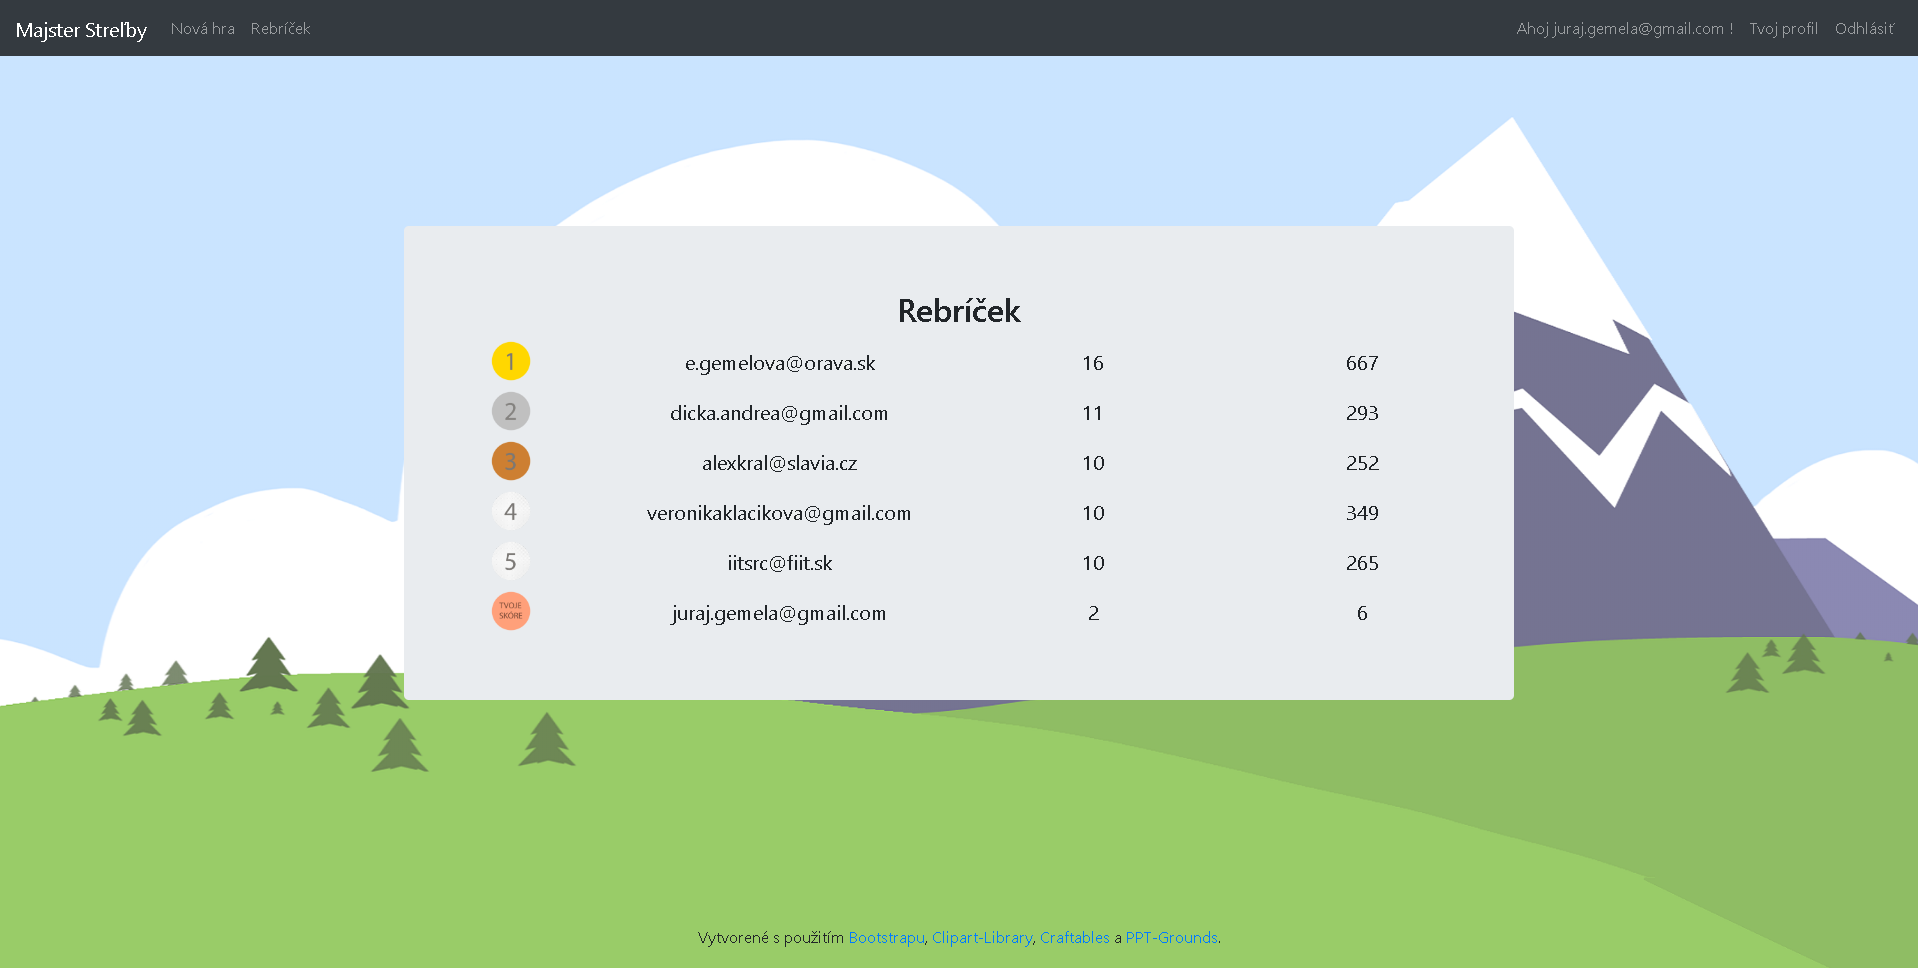 Majster Streľby Nová hra Rebríček Ahoj juraj.gemela@gmail.com ! Tvoj profil Odhlásiť
Rebríček
1 e.gemelova@orava.sk 16 667
2 dicka.andrea@gmail.com 11 293
3 alexkral@slavia.cz 10 252
4 veronikaklacikova@gmail.com 10 349
5 iitsrc@fiit.sk 10 265
TVOJE SKÓRE juraj.gemela@gmail.com 2 6
Vytvorené s použitím Bootstrapu, Clipart-Library, Craftables a PPT-Grounds.